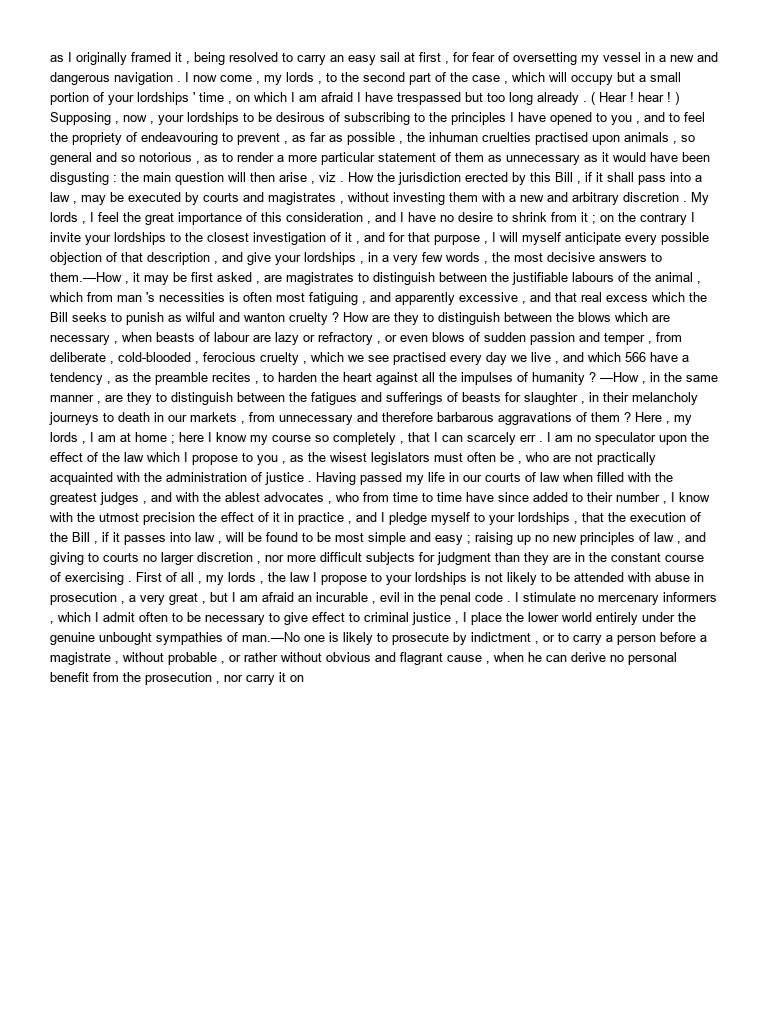 as I originally framed it , being resolved to carry an easy sail at first , for fear of oversetting my vessel in a new and
dangerous navigation . I now come , my lords , to the second part of the case , which will occupy but a small
portion of your lordships ' time , on which I am afraid I have trespassed but too long already . ( Hear ! hear ! )
Supposing , now , your lordships to be desirous of subscribing to the principles I have opened to you , and to feel
the propriety of endeavouring to prevent , as far as possible , the inhuman cruelties practised upon animals , so
general and so notorious , as to render a more particular statement of them as unnecessary as it would have been
disgusting : the main question will then arise , viz . How the jurisdiction erected by this Bill , if it shall pass into a
law , may be executed by courts and magistrates , without investing them with a new and arbitrary discretion . My
lords , I feel the great importance of this consideration , and I have no desire to shrink from it ; on the contrary I
invite your lordships to the closest investigation of it , and for that purpose , I will myself anticipate every possible
objection of that description , and give your lordships , in a very few words , the most decisive answers to
them.—How , it may be first asked , are magistrates to distinguish between the justifiable labours of the animal ,
which from man 's necessities is often most fatiguing , and apparently excessive , and that real excess which the
Bill seeks to punish as wilful and wanton cruelty ? How are they to distinguish between the blows which are
necessary , when beasts of labour are lazy or refractory , or even blows of sudden passion and temper , from
deliberate , cold-blooded , ferocious cruelty , which we see practised every day we live , and which 566 have a
tendency , as the preamble recites , to harden the heart against all the impulses of humanity ? —How , in the same
manner , are they to distinguish between the fatigues and sufferings of beasts for slaughter , in their melancholy
journeys to death in our markets , from unnecessary and therefore barbarous aggravations of them ? Here , my
lords , I am at home ; here I know my course so completely , that I can scarcely err . I am no speculator upon the
effect of the law which I propose to you , as the wisest legislators must often be , who are not practically
acquainted with the administration of justice . Having passed my life in our courts of law when filled with the
greatest judges , and with the ablest advocates , who from time to time have since added to their number , I know
with the utmost precision the effect of it in practice , and I pledge myself to your lordships , that the execution of
the Bill , if it passes into law , will be found to be most simple and easy ; raising up no new principles of law , and
giving to courts no larger discretion , nor more difficult subjects for judgment than they are in the constant course
of exercising . First of all , my lords , the law I propose to your lordships is not likely to be attended with abuse in
prosecution , a very great , but I am afraid an incurable , evil in the penal code . I stimulate no mercenary informers
, which I admit often to be necessary to give effect to criminal justice , I place the lower world entirely under the
genuine unbought sympathies of man.—No one is likely to prosecute by indictment , or to carry a person before a
magistrate , without probable , or rather without obvious and flagrant cause , when he can derive no personal
benefit from the prosecution , nor carry it on